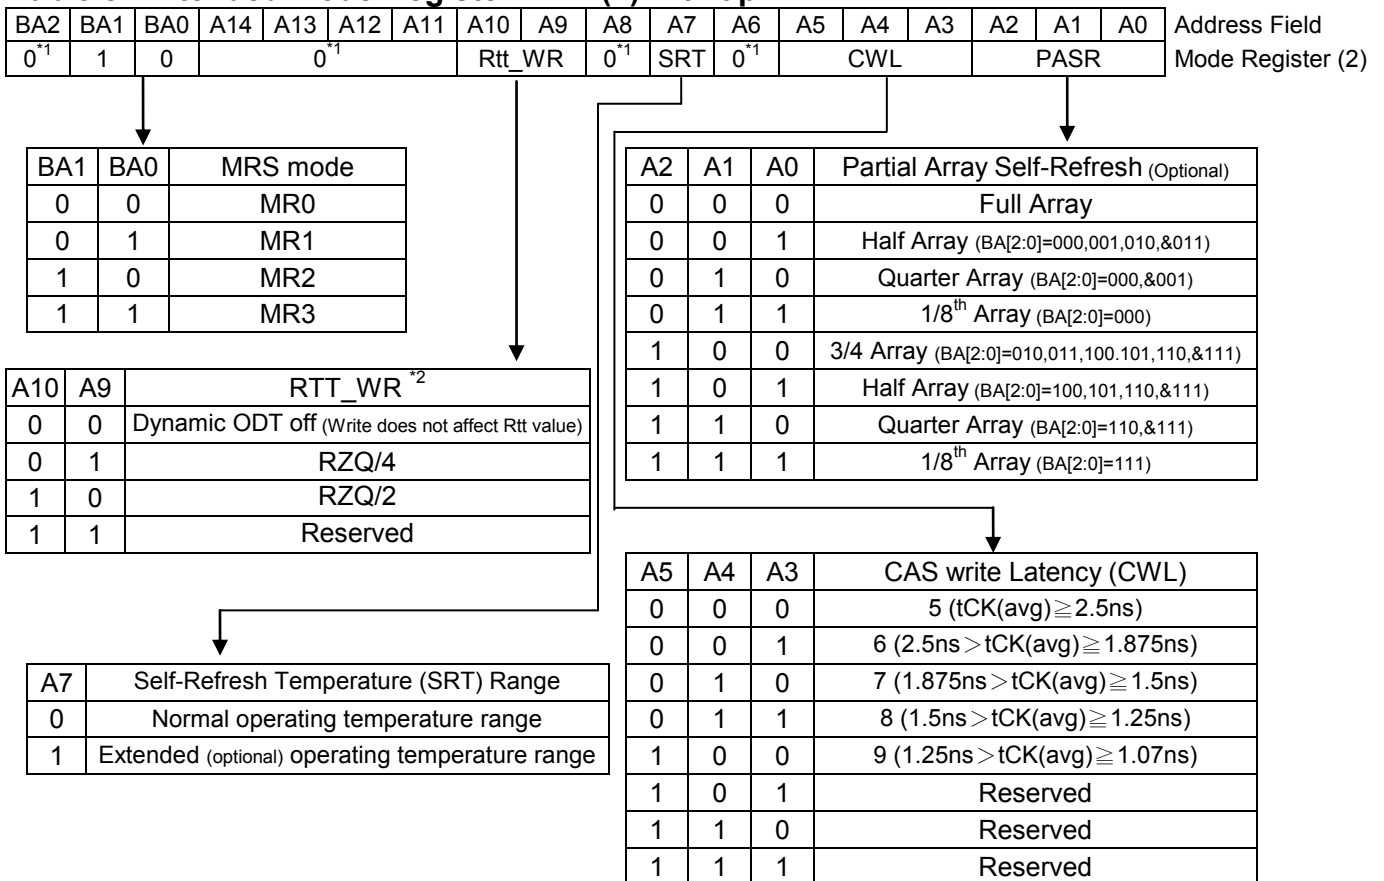 BA2 BA1 BA0 A14 A13 A12 A11 A10 A9 A8 A7 A6 A5 A4 A3 A2 A1 A0 Address Field
0*1 1 0 0*1 Rtt_WR 0*1 SRT 0*1 CWL PASR Mode Register (2)
BA1 BA0 MRS mode
0 0 MR0
0 1 MR1
1 0 MR2
1 1 MR3
A2 A1 A0 Partial Array Self-Refresh (Optional)
0 0 0 Full Array
0 0 1 Half Array (BA[2:0]=000,001,010,&011)
0 1 0 Quarter Array (BA[2:0]=000,&001)
0 1 1 1/8th Array (BA[2:0]=000)
1 0 0 3/4 Array (BA[2:0]=010,011,100.101,110,&111)
1 0 1 Half Array (BA[2:0]=100,101,110,&111)
1 1 0 Quarter Array (BA[2:0]=110,&111)
1 1 1 1/8th Array (BA[2:0]=111)
A10 A9 RTT_WR *2
0 0 Dynamic ODT off (Write does not affect Rtt value)
0 1 RZQ/4
1 0 RZQ/2
1 1 Reserved
A7 Self-Refresh Temperature (SRT) Range
0 Normal operating temperature range
1 Extended (optional) operating temperature range
A5 A4 A3 CAS write Latency (CWL)
0 0 0 5 (tCK(avg)≧2.5ns)
0 0 1 6 (2.5ns>tCK(avg)≧1.875ns)
0 1 0 7 (1.875ns>tCK(avg)≧1.5ns)
0 1 1 8 (1.5ns>tCK(avg)≧1.25ns)
1 0 0 9 (1.25ns>tCK(avg)≧1.07ns)
1 0 1 Reserved
1 1 0 Reserved
1 1 1 Reserved